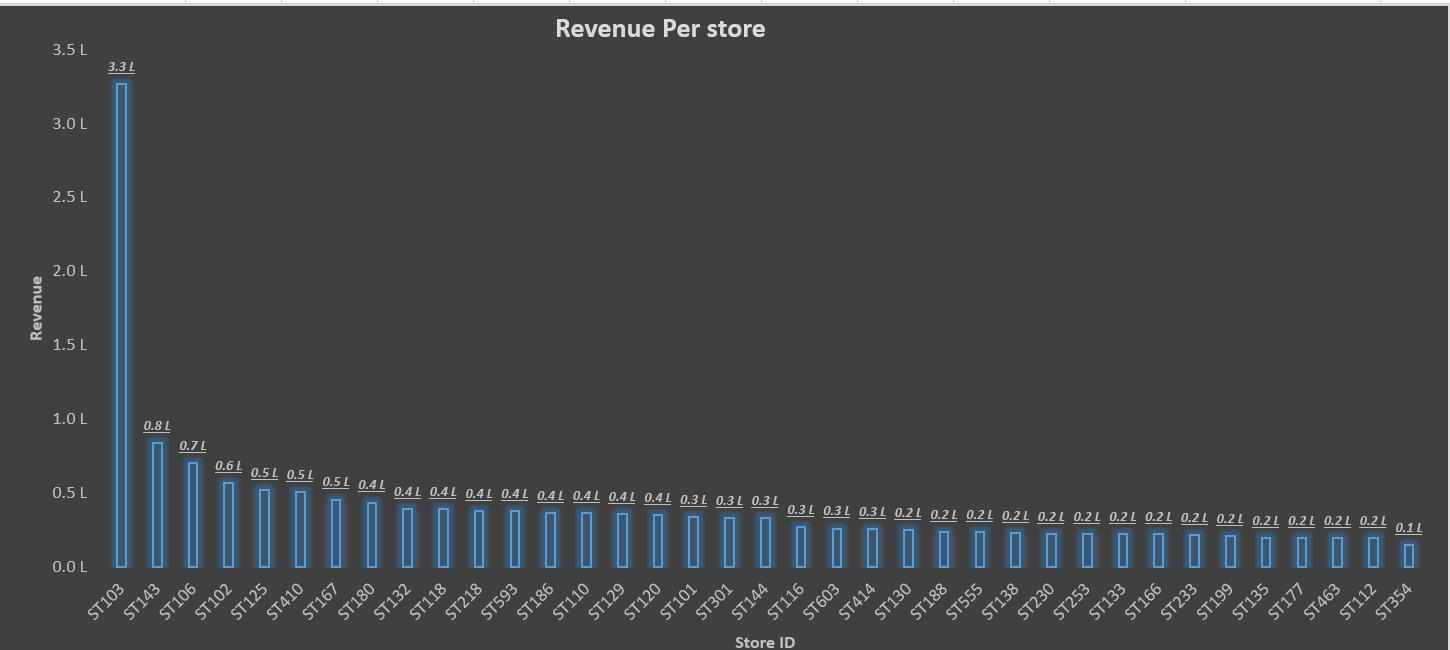 Revenue Per store
3.5 L
3.0 L
2.5 L
2.0 L
1.5 L
1.0 L
0.5 L
0.0 L
Revenue
3.3 L
0.8 L
0.7 L
0.6 L
0.5 L
0.5 L
0.5 L
0.4 L
0.4 L
0.4 L
0.4 L
0.4 L
0.4 L
0.4 L
0.4 L
0.4 L
0.3 L
0.3 L
0.3 L
0.3 L
0.3 L
0.3 L
0.2 L
0.2 L
0.2 L
0.2 L
0.2 L
0.2 L
0.2 L
0.2 L
0.2 L
0.2 L
0.2 L
0.2 L
0.2 L
0.2 L
0.1 L
ST103
ST143
ST106
ST102
ST125
ST410
ST167
ST180
ST132
ST118
ST218
ST593
ST186
ST110
ST129
ST120
ST101
ST301
ST144
ST116
ST603
ST414
ST130
ST188
ST555
ST138
ST230
ST253
ST133
ST166
ST233
ST199
ST135
ST177
ST463
ST112
ST354
Store ID